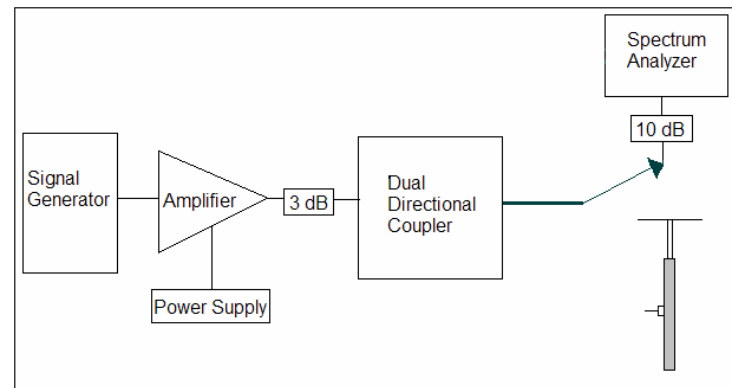 Spectrum
Analyzer
10 dB
Signal
Generator
Amplifier
3 dB
Dual
Directional
Coupler
Power Supply